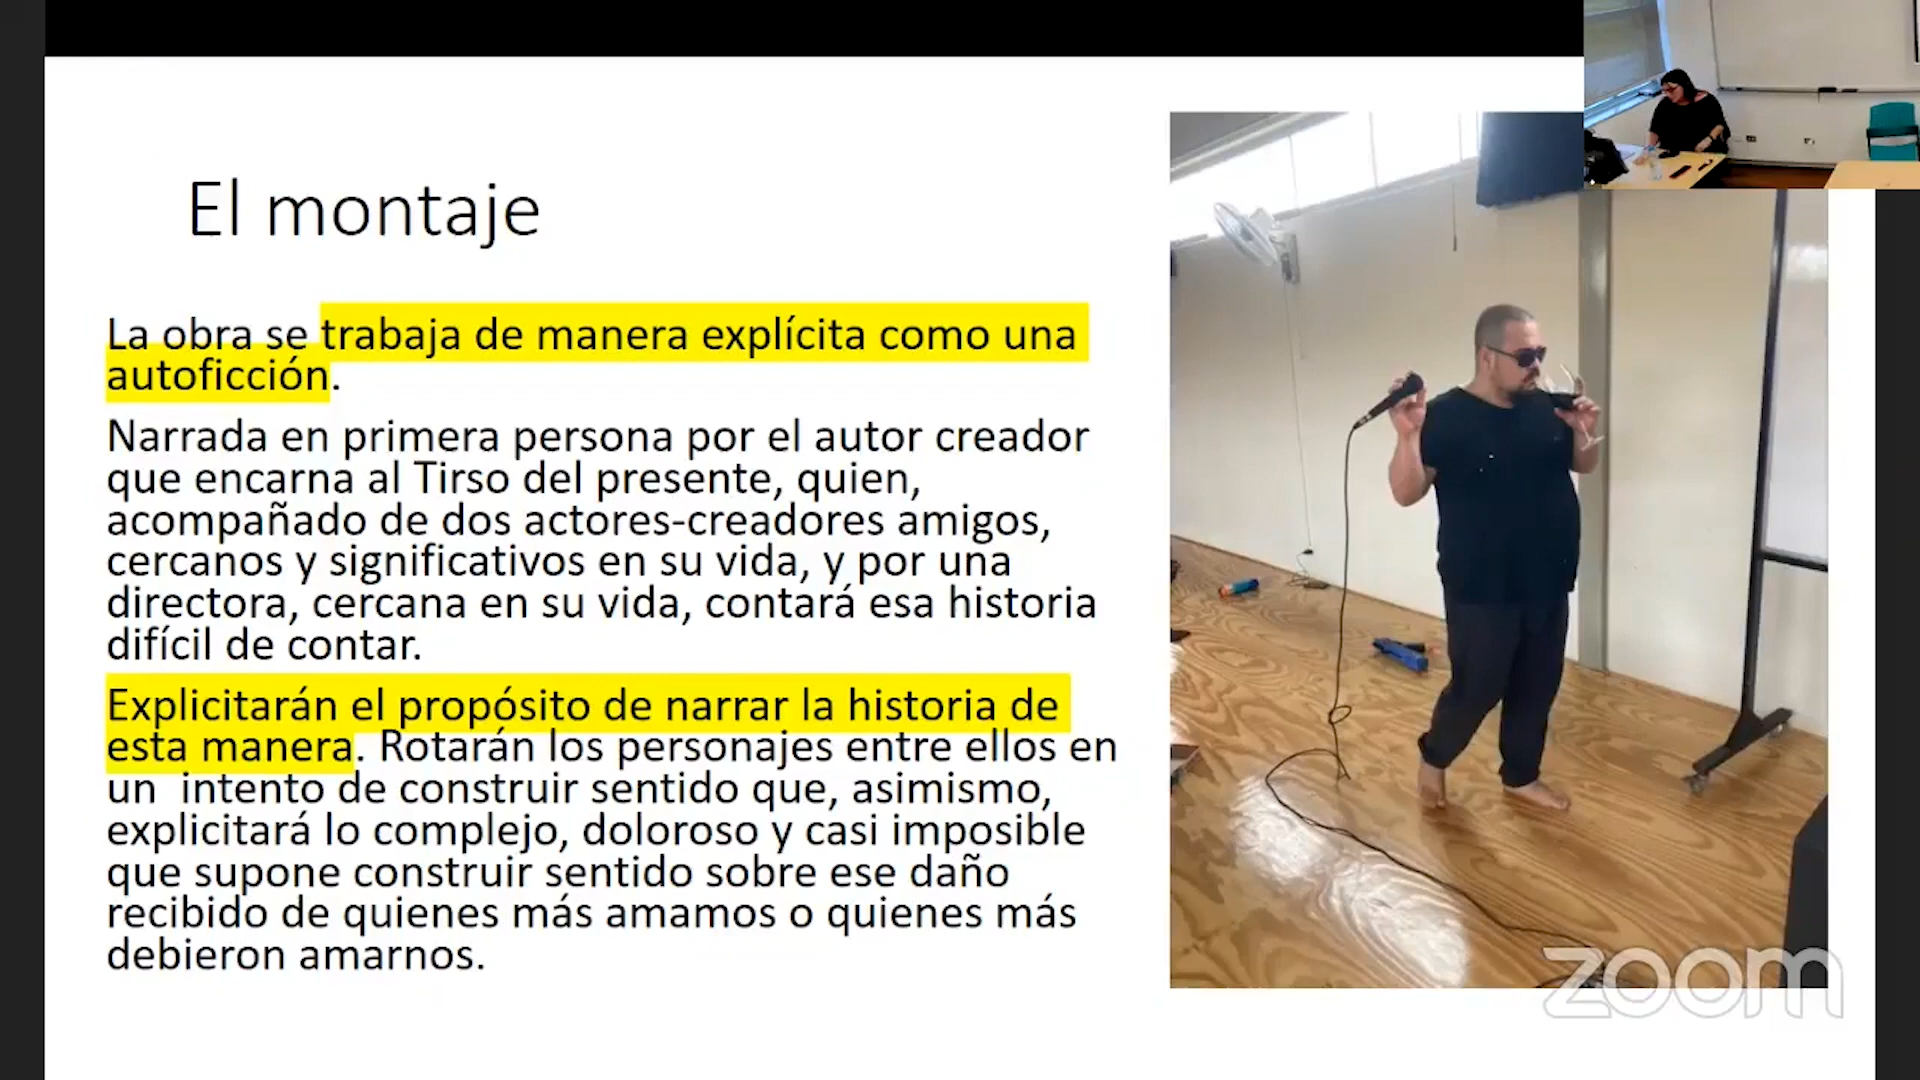 El montaje
La obra se trabaja de manera explícita como una
autoficción.
Narrada en primera persona por el autor creador
que encarna al Tirso del presente, quien,
acompañado de dos actores-creadores amigos,
cercanos y significativos en su vida, y por una
directora, cercana en su vida, contará esa historia
difícil de contar.
Explicitarán el propósito de narrar la historia de
esta manera. Rotarán los personajes entre ellos en
un  intento de construir sentido que, asimismo,
explicitará lo complejo, doloroso y casi imposible
que supone construir sentido sobre ese daño
recibido de quienes más amamos o quienes más
debieron amarnos.
zoom